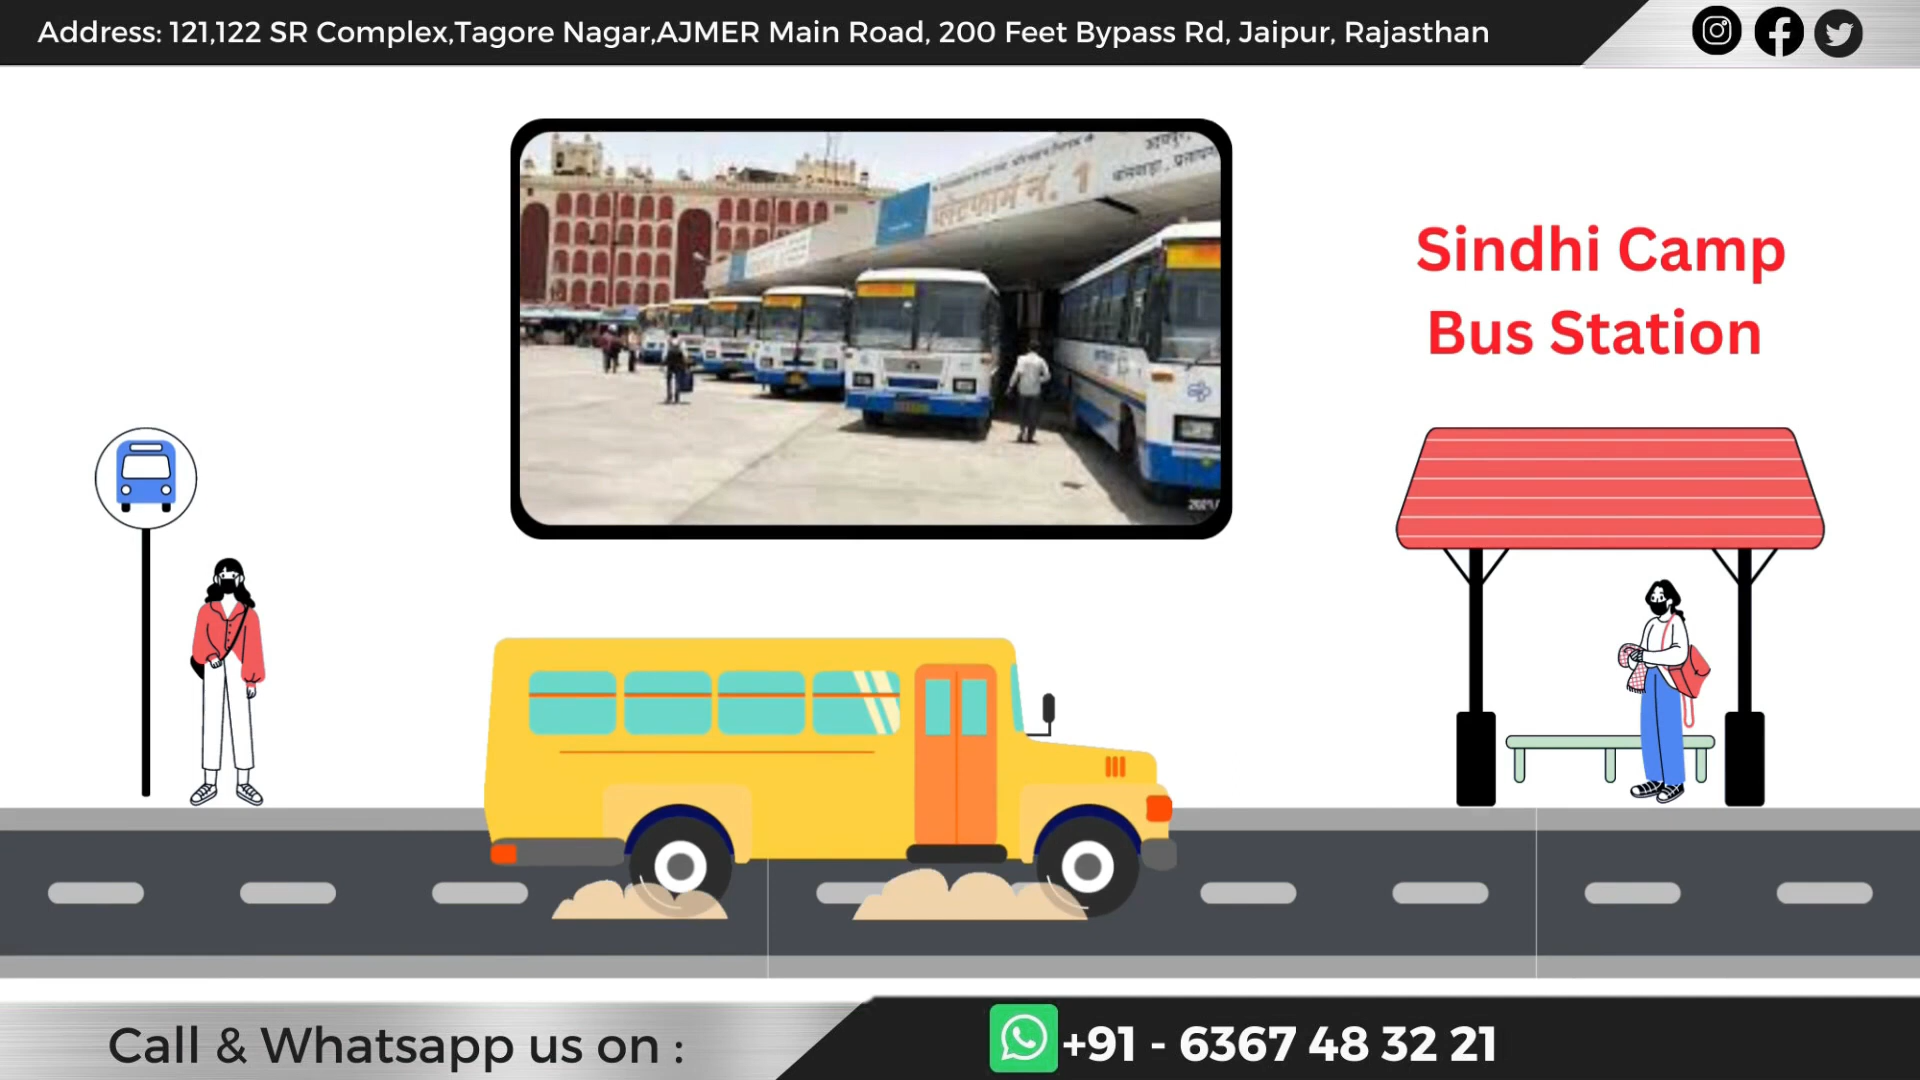 Address: 121,122 SR Complex,Tagore Nagar,AJMER Main Road, 200 Feet Bypass Rd, Jaipur, Rajasthan
प्लेटफार्म नं. 1
Sindhi Camp
Bus Station
Call & Whatsapp us on :
+91 - 6367 48 32 21